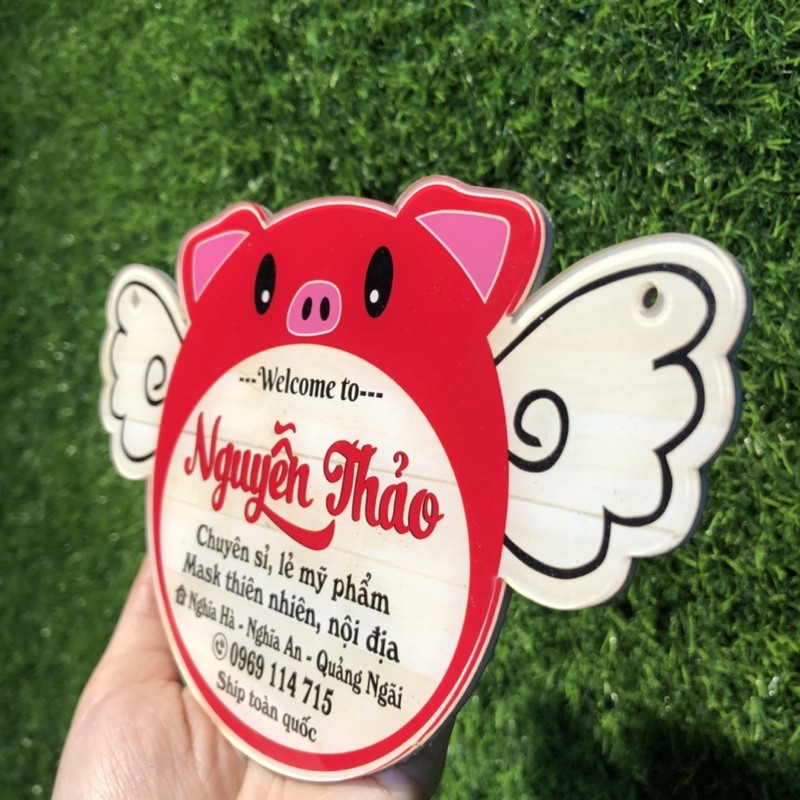 ---Welcome to---
Nguyễn Thảo
Chuyên sỉ, lẻ mỹ phẩm
Mask thiên nhiên, nội địa
Nghĩa Hà - Nghĩa An - Quảng Ngãi
0969 114 715
Ship toàn quốc